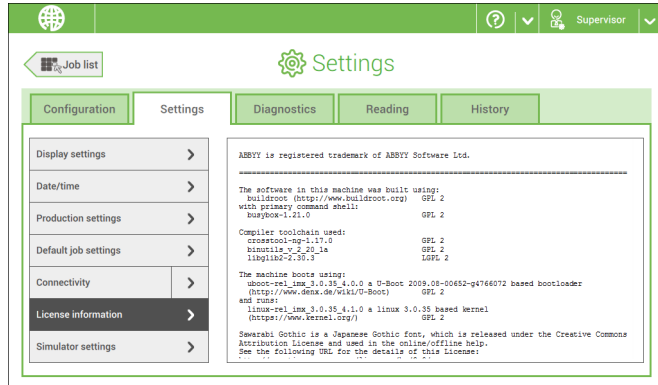 ? Supervisor
Job list
Settings
Configuration Settings Diagnostics Reading History
Display settings
Date/time
Production settings
Default job settings
Connectivity
License information
Simulator settings
ABBYY is registered trademark of ABBYY Software Ltd.
The software in this machine was built using:
buildroot (http://www.buildroot.org) GPL 2
with primary command shell:
busybox-1.21.0 GPL 2
Compiler toolchain used:
crosstool-ng-1.17.0 GPL 2
binutils_v_2_20_1a GPL 2
libglib2-2.30.3 LGPL 2
The machine boots using:
uboot-rel_imx_3.0.35_4.0.0 a U-Boot 2009.08-00652-g4766072 based bootloader
(http://www.denx.de/wiki/U-Boot) GPL 2
and runs:
linux-rel_imx_3.0.35_4.1.0 a linux 3.0.35 based kernel
(https://www.kernel.org/) GPL 2
Sawarabi Gothic is a Japanese Gothic font, which is released under the Creative Commons
Attribution License and used in the online/offline help.
See the following URL for the details of this License: